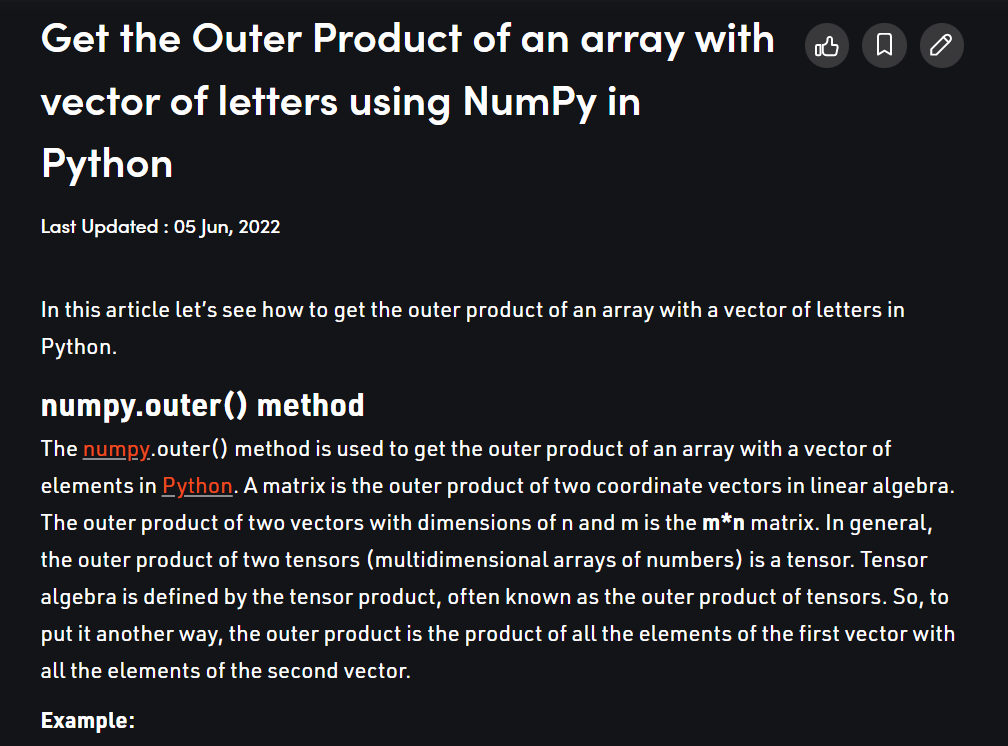 Get the Outer Product of an array with
vector of letters using NumPy in
Python
Last Updated : 05 Jun, 2022
In this article let’s see how to get the outer product of an array with a vector of letters in
Python.
numpy.outer() method
The numpy.outer() method is used to get the outer product of an array with a vector of
elements in Python. A matrix is the outer product of two coordinate vectors in linear algebra.
The outer product of two vectors with dimensions of n and m is the m*n matrix. In general,
the outer product of two tensors (multidimensional arrays of numbers) is a tensor. Tensor
algebra is defined by the tensor product, often known as the outer product of tensors. So, to
put it another way, the outer product is the product of all the elements of the first vector with
all the elements of the second vector.
Example: